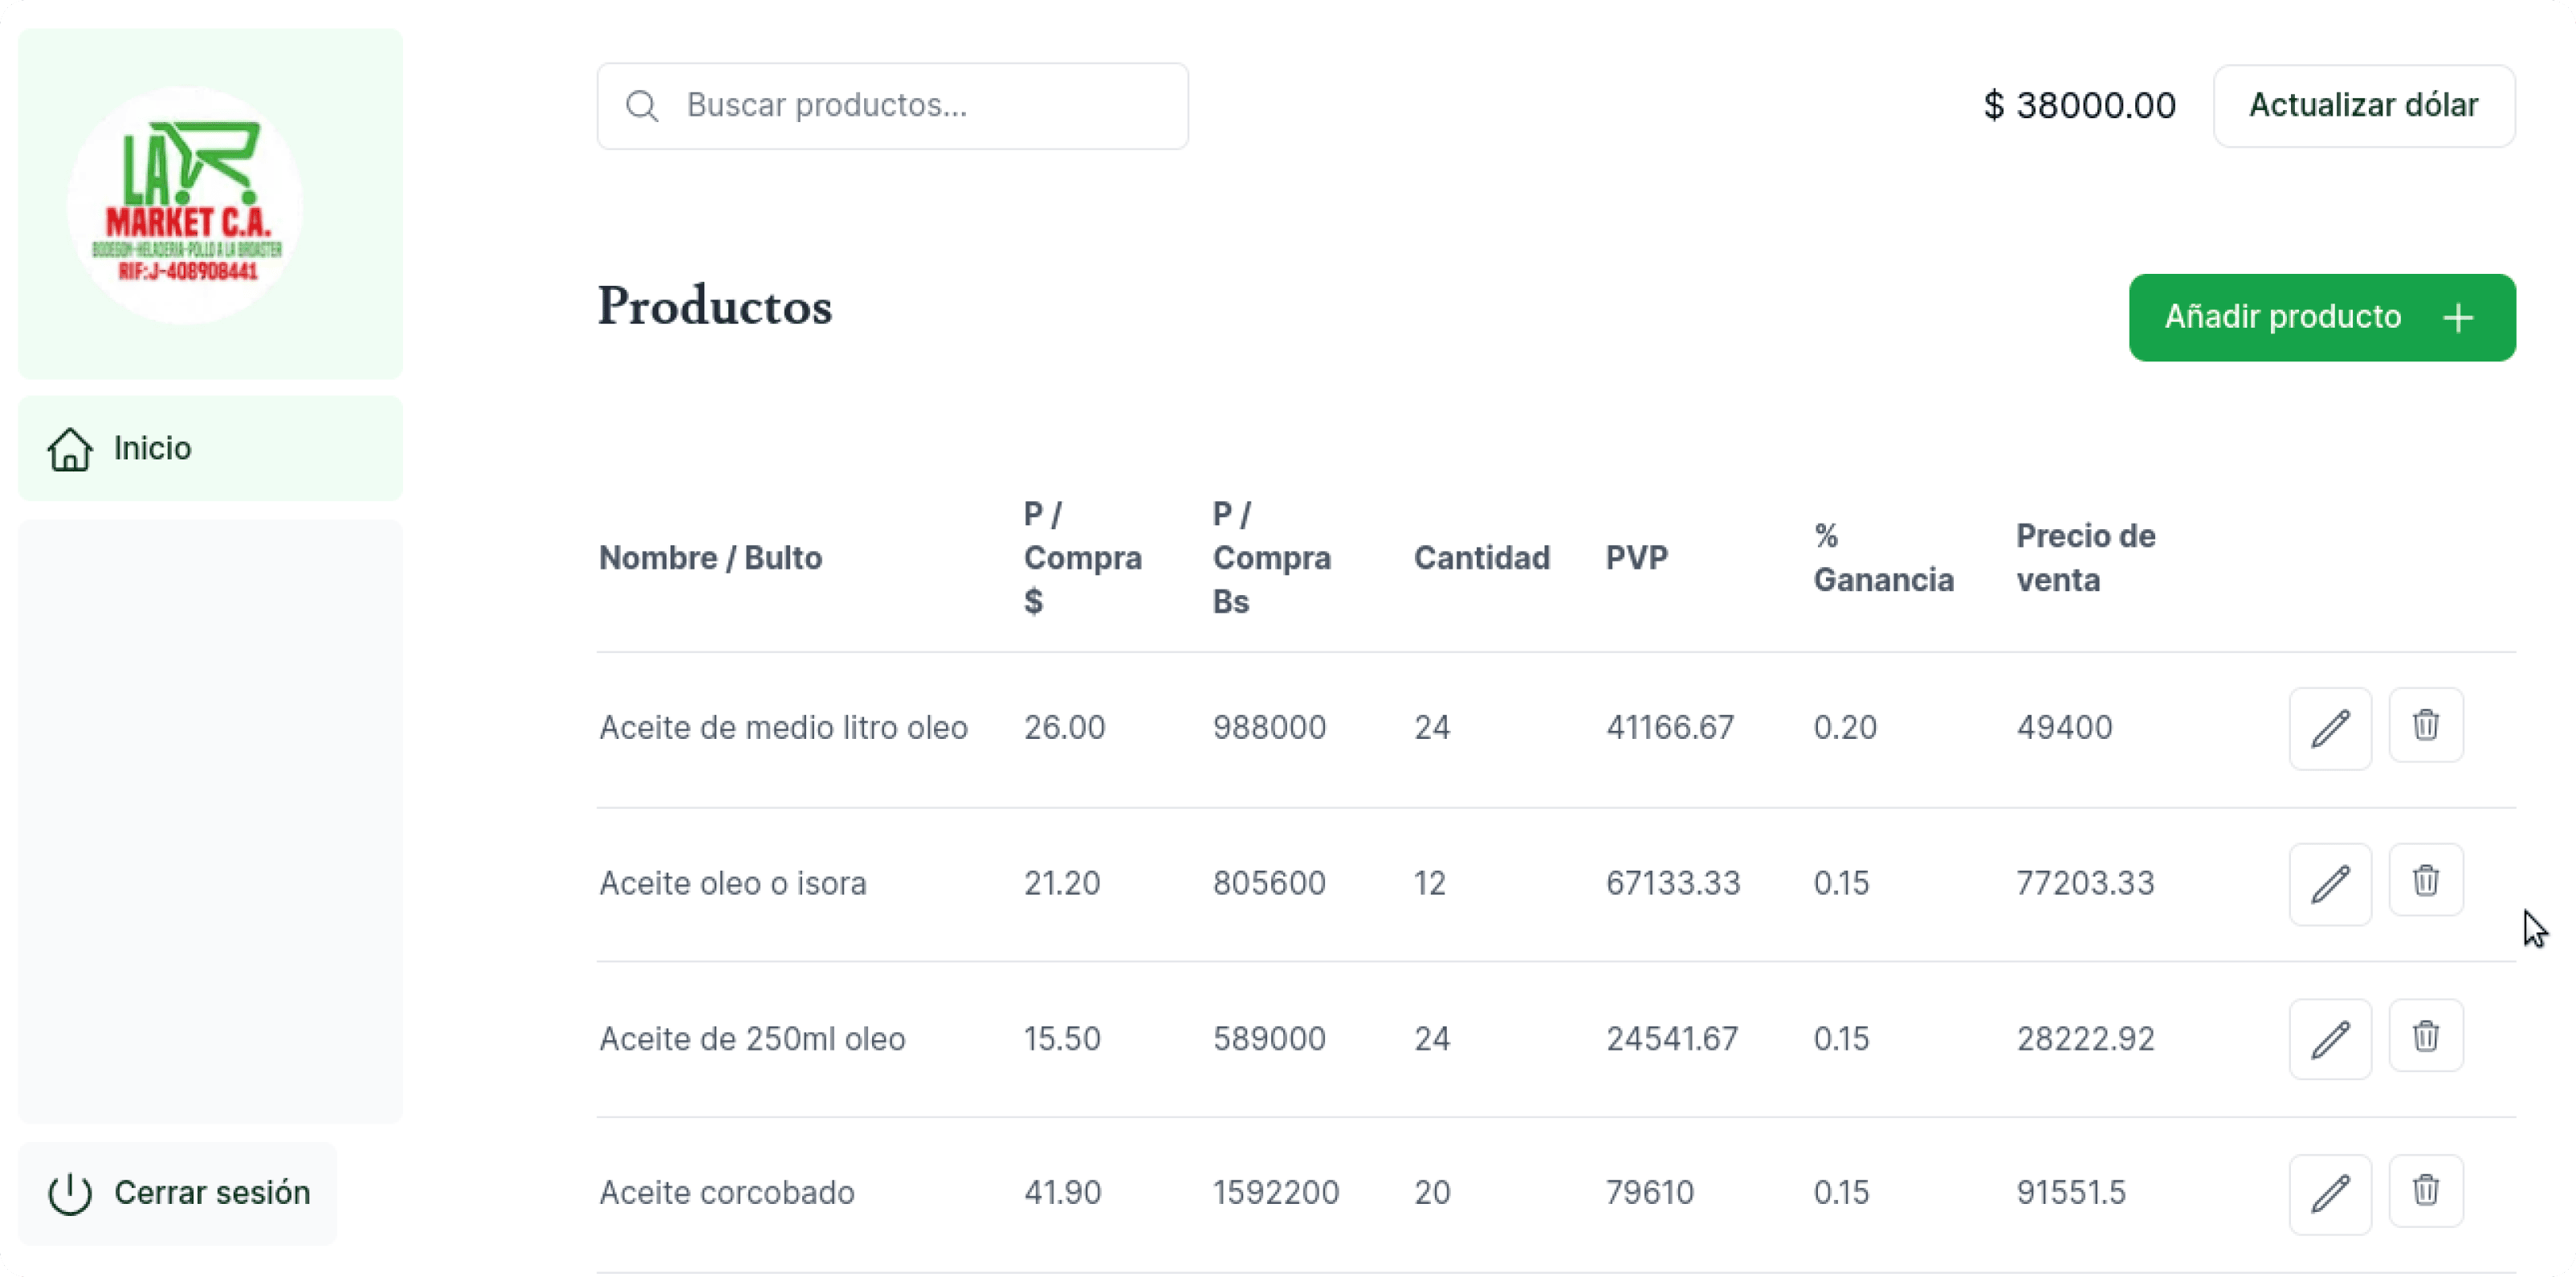 LA
MARKET C.A.
BODEGON-HELADERIA-POLLO A LA BROASTER
RIF:J-408908441
Inicio
Cerrar sesión
Buscar productos...
$ 38000.00
Actualizar dólar
Productos
Añadir producto
Nombre / Bulto P / Compra $ P / Compra Bs Cantidad PVP % Ganancia Precio de venta
Aceite de medio litro oleo 26.00 988000 24 41166.67 0.20 49400
Aceite oleo o isora 21.20 805600 12 67133.33 0.15 77203.33
Aceite de 250ml oleo 15.50 589000 24 24541.67 0.15 28222.92
Aceite corcobado 41.90 1592200 20 79610 0.15 91551.5